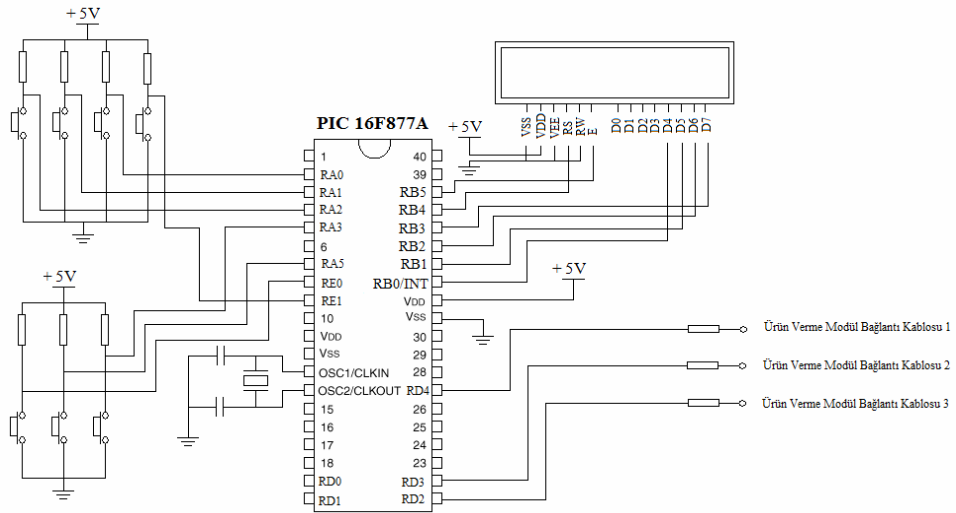 + 5V
PIC 16F877A
+ 5V
VSS
VDD
VEE
RS
RW
E
D0
D1
D2
D3
D4
D5
D6
D7
1
RA0
RA1
RA2
RA3
6
RA5
RE0
RE1
10
VDD
VSS
OSC1/CLKIN
OSC2/CLKOUT
15
16
17
18
RD0
RD1
40
39
RB5
RB4
RB3
RB2
RB1
RB0/INT
VDD
VSS
30
29
28
RD4
26
25
24
23
RD3
RD2
+ 5V
+ 5V
Ürün Verme Modül Bağlantı Kablosu 1
Ürün Verme Modül Bağlantı Kablosu 2
Ürün Verme Modül Bağlantı Kablosu 3